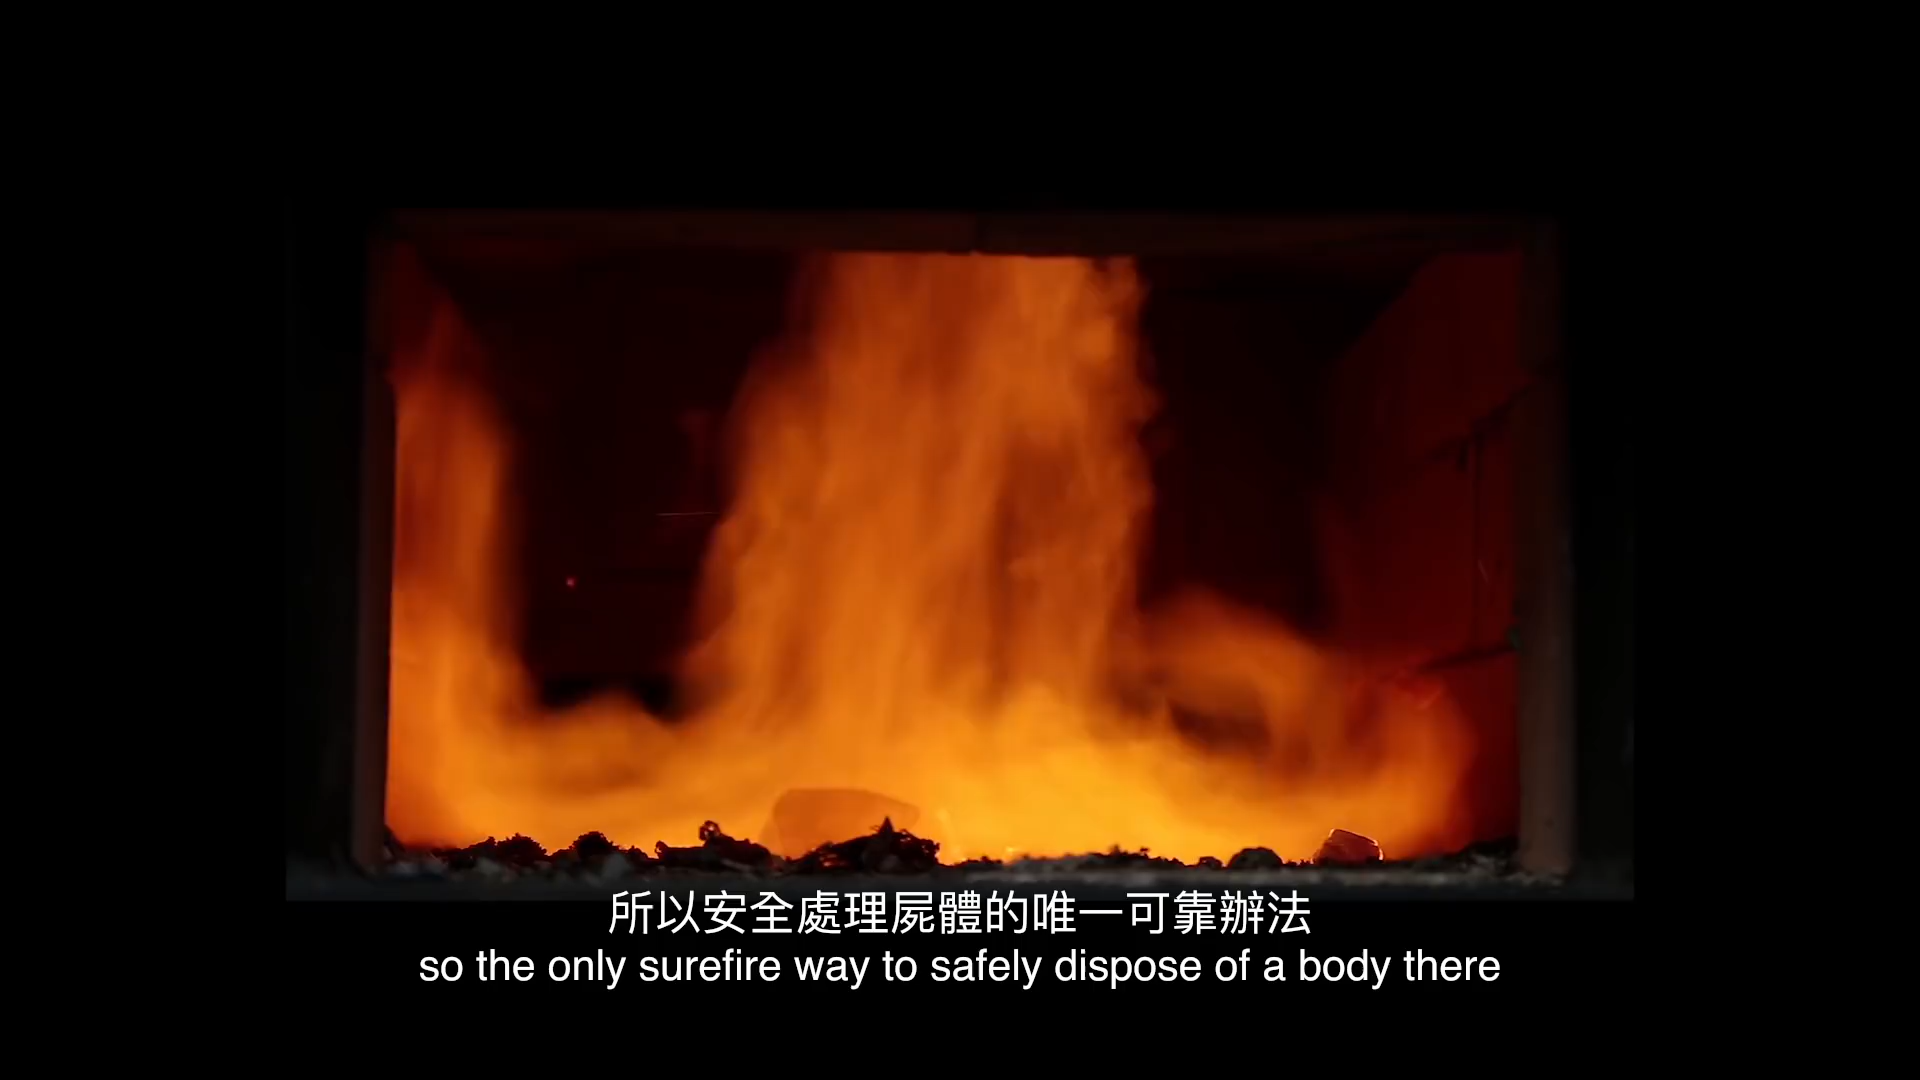 所以安全處理屍體的唯一可靠辦法
so the only surefire way to safely dispose of a body there